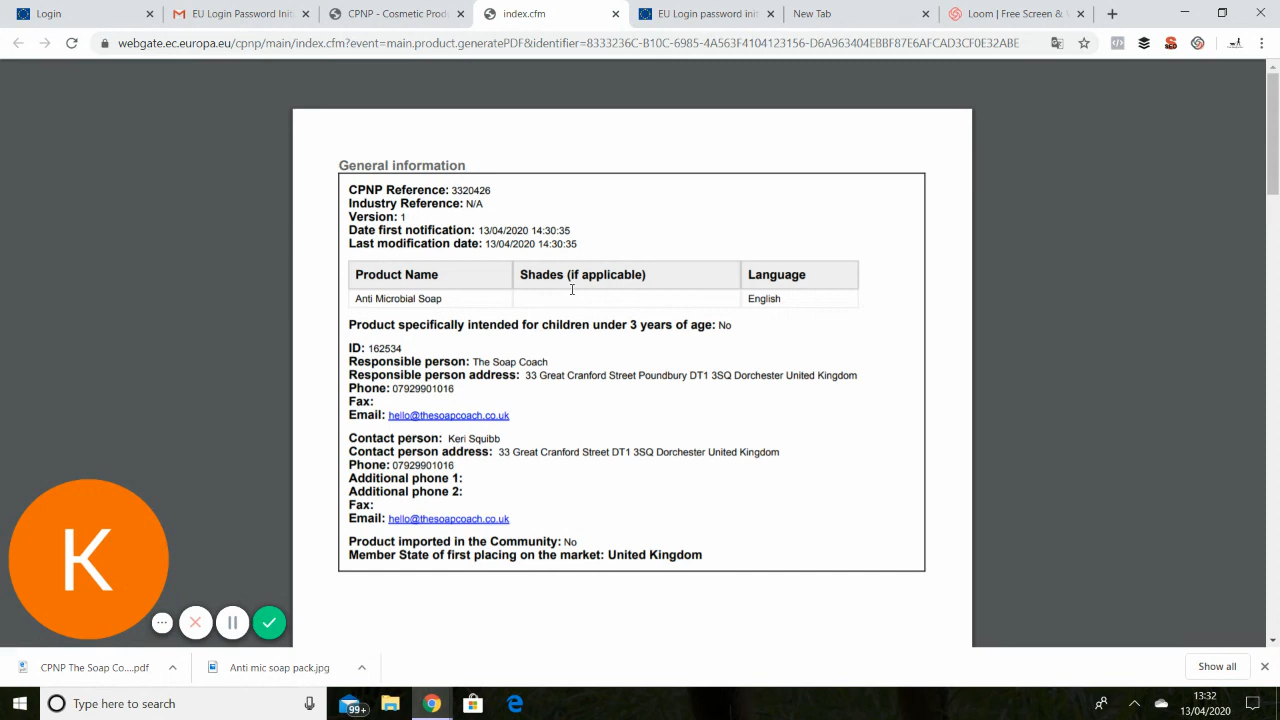 Login
EU Login Password Init
CPNP - Cosmetic Prod
index.cfm
EU Login password init
New Tab
Loom | Free Screen &
webgate.ec.europa.eu/cpnp/main/index.cfm?event=main.product.generatePDF&identifier=8333236C-B10C-6985-4A563F4104123156-D6A963404EBBF87E6AFCAD3CF0E32ABE
General information
CPNP Reference: 3320426
Industry Reference: N/A
Version: 1
Date first notification: 13/04/2020 14:30:35
Last modification date: 13/04/2020 14:30:35
Product Name Shades (if applicable) Language
Anti Microbial Soap English
Product specifically intended for children under 3 years of age: No
ID: 162534
Responsible person: The Soap Coach
Responsible person address: 33 Great Cranford Street Poundbury DT1 3SQ Dorchester United Kingdom
Phone: 07929901016
Fax:
Email: hello@thesoapcoach.co.uk
Contact person: Keri Squibb
Contact person address: 33 Great Cranford Street DT1 3SQ Dorchester United Kingdom
Phone: 07929901016
Additional phone 1:
Additional phone 2:
Fax:
Email: hello@thesoapcoach.co.uk
Product imported in the Community: No
Member State of first placing on the market: United Kingdom
K
CPNP The Soap Co....pdf
Anti mic soap pack.jpg
Show all
Type here to search
99+
13:32
13/04/2020